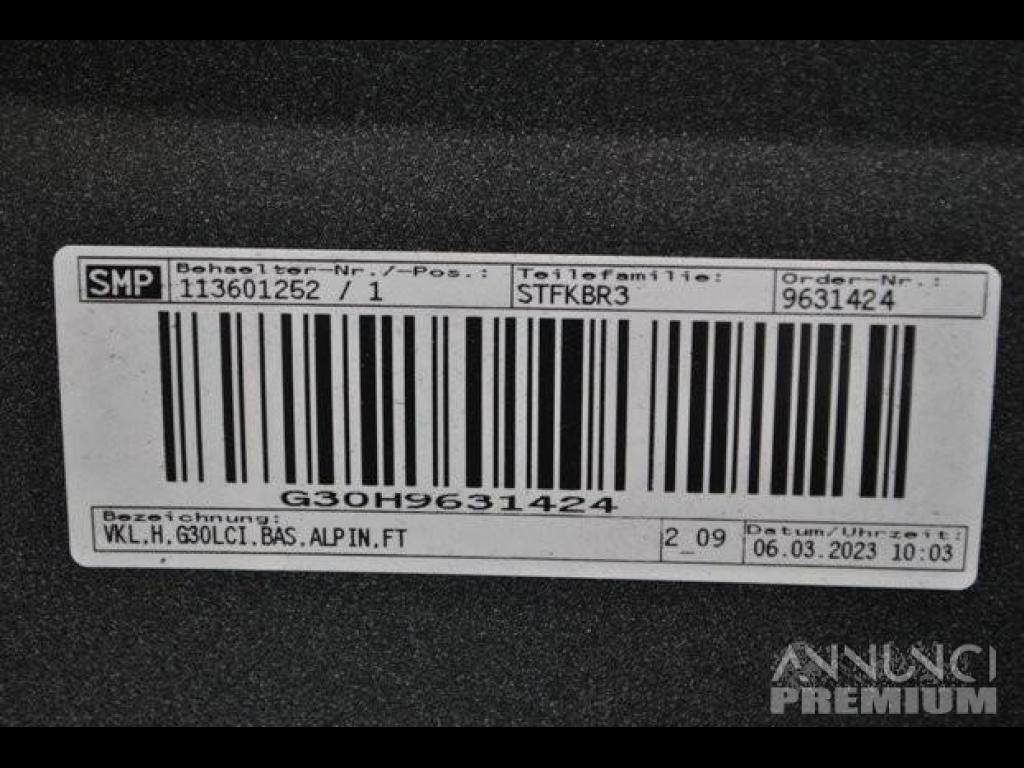 SMP
Behaelter-Nr./-Pos.:
113601252 / 1
Teilefamilie:
STFKBR3
Order-Nr.:
9631424
G30H9631424
Bezeichnung:
VKL.H.G30LCI.BAS.ALPIN.FT
2_09
Datum/Uhrzeit:
06.03.2023 10:03
ANNUNCI
PREMIUM